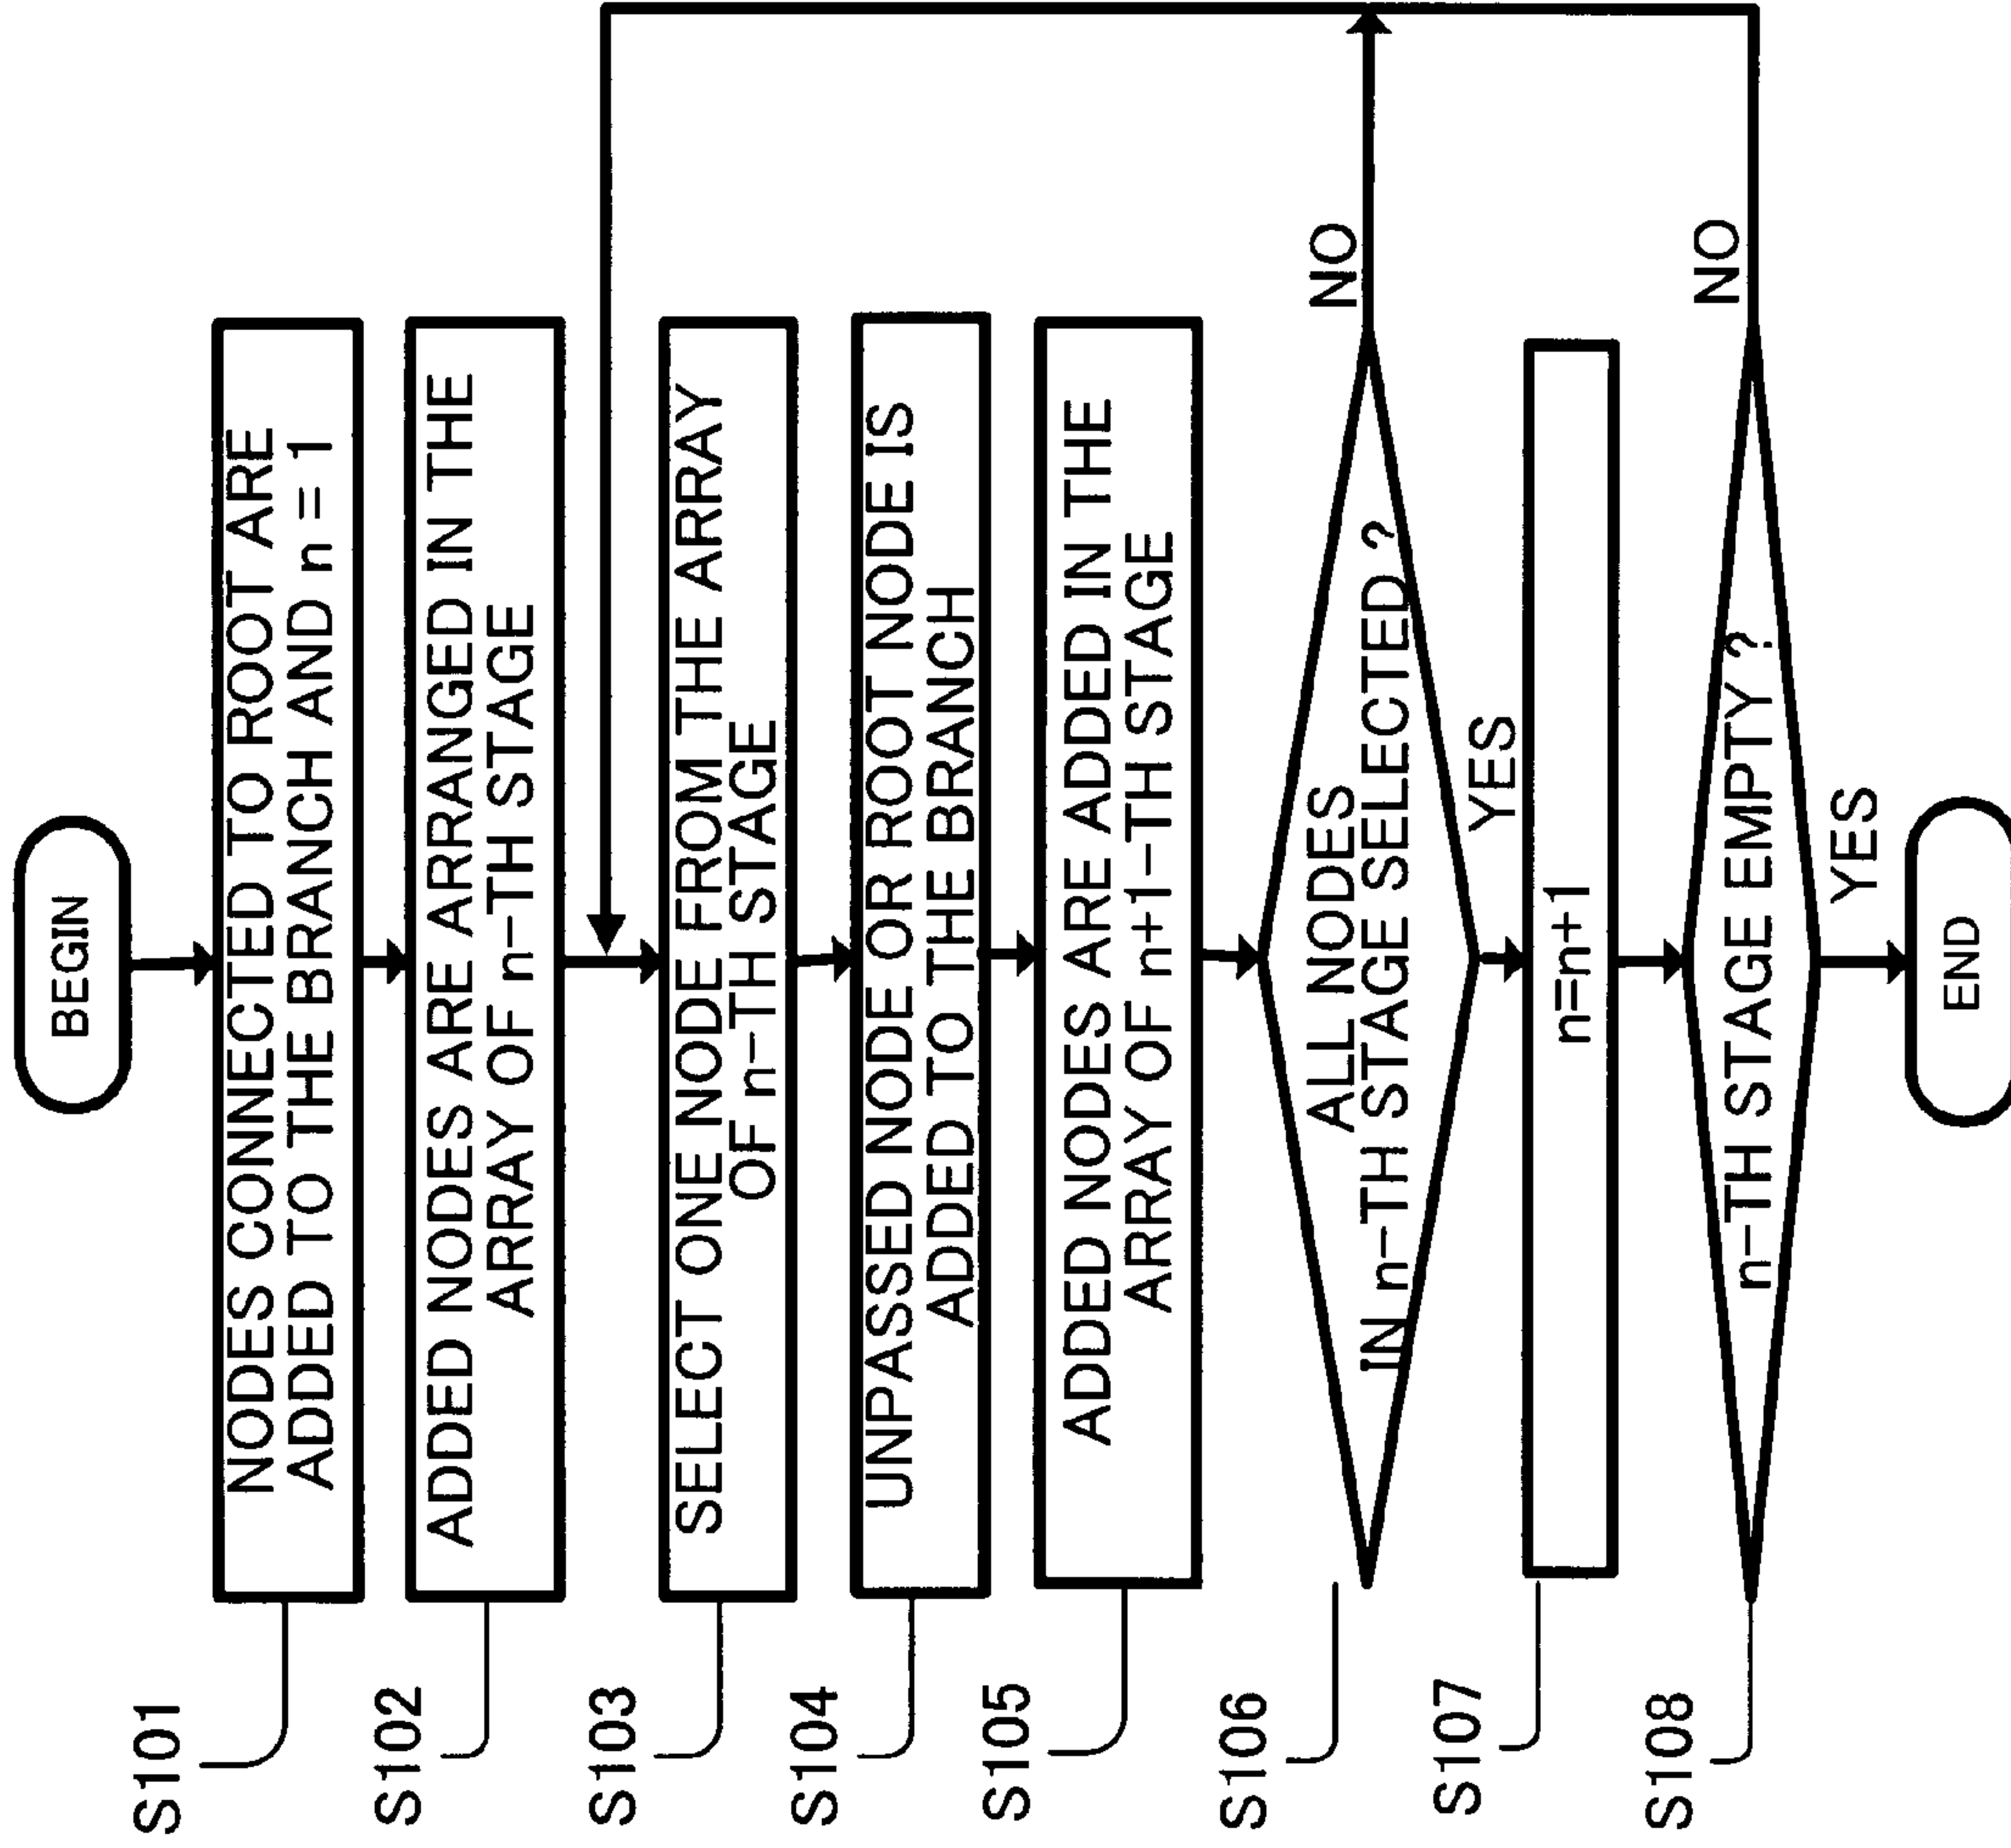 BEGIN
S101
NODES CONNECTED TO ROOT ARE
ADDED TO THE BRANCH AND n = 1
S102
ADDED NODES ARE ARRANGED IN THE
ARRAY OF n-TH STAGE
S103
SELECT ONE NODE FROM THE ARRAY
OF n-TH STAGE
S104
UNPASSED NODE OR ROOT NODE IS
ADDED TO THE BRANCH
S105
ADDED NODES ARE ADDED IN THE
ARRAY OF n+1-TH STAGE
S106
ALL NODES
IN n-TH STAGE SELECTED ?
NO
YES
S107
n=n+1
S108
n-TH STAGE EMPTY ?
NO
YES
END